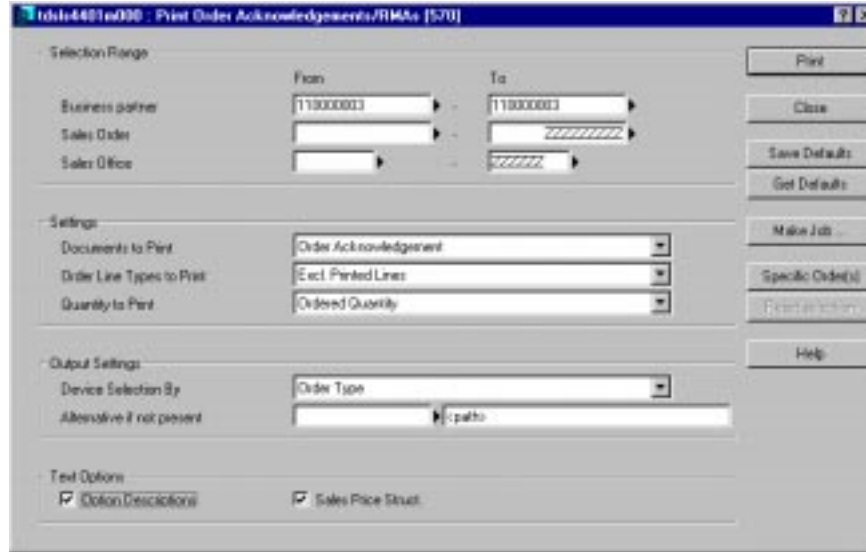 tdsls4401m000 : Print Order Acknowledgements/RMAs [570]
Selection Range
From To
Business partner 110000003 - 110000003
Sales Order - ZZZZZZZZZ
Sales Office - ZZZZZZ
Settings
Documents to Print Order Acknowledgement
Order Line Types to Print Excl. Printed Lines
Quantity to Print Ordered Quantity
Output Settings
Device Selection By Order Type
Alternative if not present <path>
Text Options
Option Descriptions Sales Price Struct.
Print
Close
Save Defaults
Get Defaults
Make Job ...
Specific Order(s)
Help